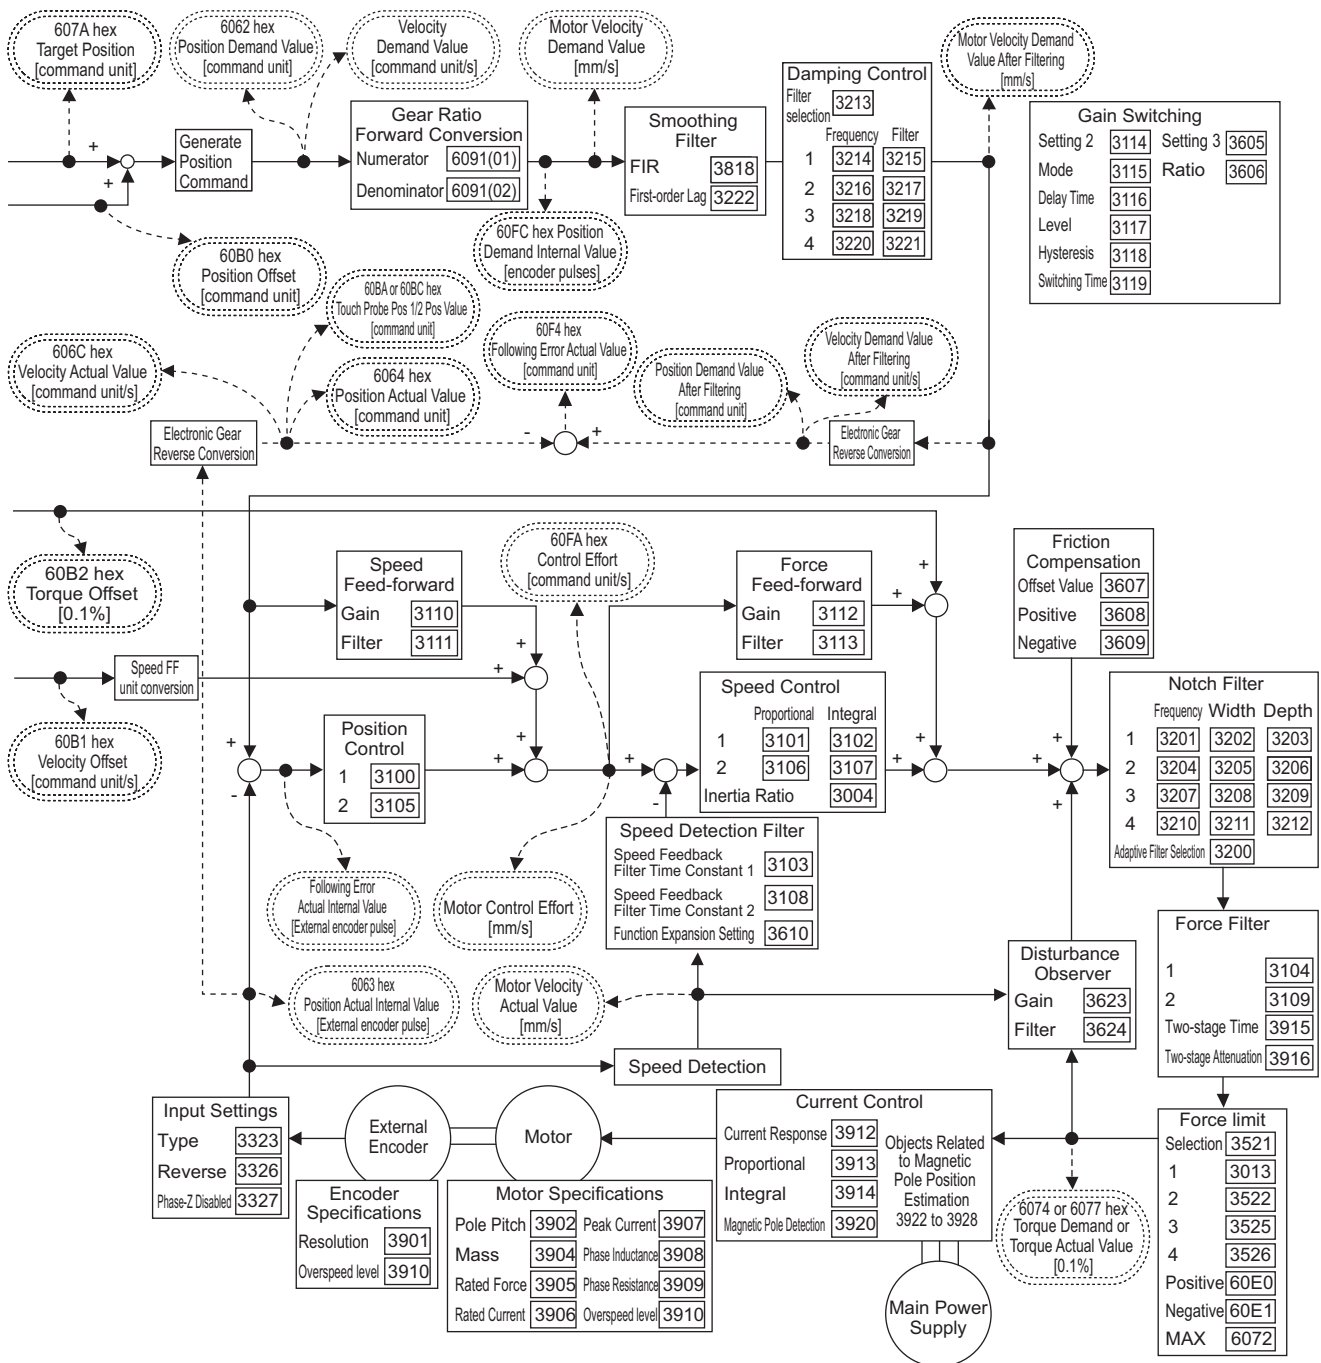 607A hex
Target Position
[command unit]
6062 hex
Position Demand Value
[command unit]
Velocity
Demand Value
[command unit/s]
Motor Velocity
Demand Value
[mm/s]
Motor Velocity Demand
Value After Filtering
[mm/s]
+
+
Generate
Position
Command
Gear Ratio
Forward Conversion
Numerator 6091(01)
Denominator 6091(02)
Smoothing
Filter
FIR 3818
First-order Lag 3222
Damping Control
Filter
selection 3213
Frequency Filter
1 3214 3215
2 3216 3217
3 3218 3219
4 3220 3221
Gain Switching
Setting 2 3114 Setting 3 3605
Mode 3115 Ratio 3606
Delay Time 3116
Level 3117
Hysteresis 3118
Switching Time 3119
60B0 hex
Position Offset
[command unit]
60FC hex Position
Demand Internal Value
[encoder pulses]
60BA or 60BC hex
Touch Probe Pos 1/2 Pos Value
[command unit]
606C hex
Velocity Actual Value
[command unit/s]
6064 hex
Position Actual Value
[command unit]
60F4 hex
Following Error Actual Value
[command unit]
Position Demand Value
After Filtering
[command unit]
Velocity Demand Value
After Filtering
[command unit/s]
Electronic Gear
Reverse Conversion
-
+
Electronic Gear
Reverse Conversion
60B2 hex
Torque Offset
[0.1%]
Speed
Feed-forward
Gain 3110
Filter 3111
60FA hex
Control Effort
[command unit/s]
Force
Feed-forward
Gain 3112
Filter 3113
+
+
Friction
Compensation
Offset Value 3607
Positive 3608
Negative 3609
Speed FF
unit conversion
+
+
60B1 hex
Velocity Offset
[command unit/s]
+
-
Position
Control
1 3100
2 3105
+
+
+
-
Speed Control
Proportional Integral
1 3101 3102
2 3106 3107
Inertia Ratio 3004
+
+
+
+
+
Notch Filter
Frequency Width Depth
1 3201 3202 3203
2 3204 3205 3206
3 3207 3208 3209
4 3210 3211 3212
Adaptive Filter Selection 3200
Following Error
Actual Internal Value
[External encoder pulse]
Motor Control Effort
[mm/s]
Speed Detection Filter
Speed Feedback
Filter Time Constant 1 3103
Speed Feedback
Filter Time Constant 2 3108
Function Expansion Setting 3610
6063 hex
Position Actual Internal Value
[External encoder pulse]
Motor Velocity
Actual Value
[mm/s]
Disturbance
Observer
Gain 3623
Filter 3624
Force Filter
1 3104
2 3109
Two-stage Time 3915
Two-stage Attenuation 3916
Speed Detection
Input Settings
Type 3323
Reverse 3326
Phase-Z Disabled 3327
External
Encoder
Motor
Encoder
Specifications
Resolution 3901
Overspeed level 3910
Motor Specifications
Pole Pitch 3902 Peak Current 3907
Mass 3904 Phase Inductance 3908
Rated Force 3905 Phase Resistance 3909
Rated Current 3906 Overspeed level 3910
Current Control
Current Response 3912
Proportional 3913
Integral 3914
Magnetic Pole Detection 3920
Objects Related
to Magnetic
Pole Position
Estimation
3922 to 3928
Main Power
Supply
6074 or 6077 hex
Torque Demand or
Torque Actual Value
[0.1%]
Force limit
Selection 3521
1 3013
2 3522
3 3525
4 3526
Positive 60E0
Negative 60E1
MAX 6072